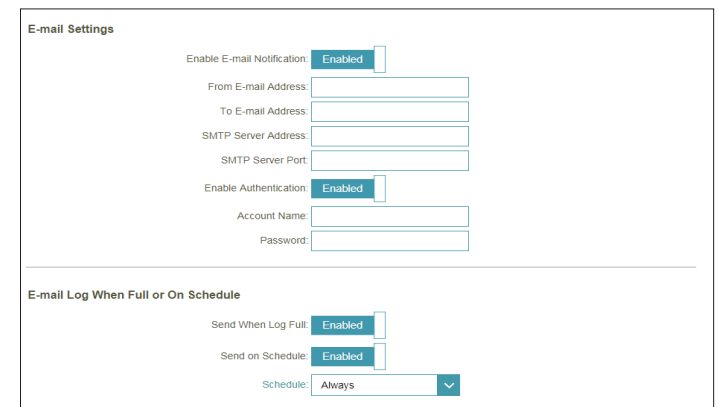 E-mail Settings
Enable E-mail Notification: Enabled
From E-mail Address:
To E-mail Address:
SMTP Server Address:
SMTP Server Port:
Enable Authentication: Enabled
Account Name:
Password:
E-mail Log When Full or On Schedule
Send When Log Full: Enabled
Send on Schedule: Enabled
Schedule: Always